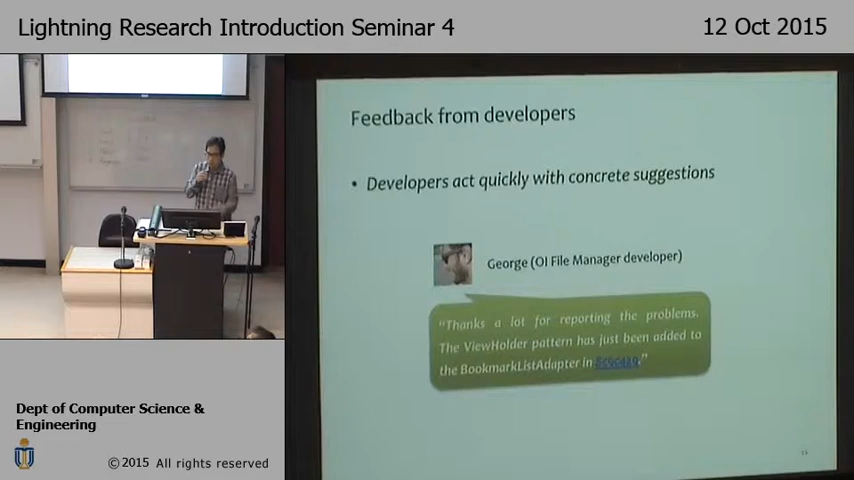 Lightning Research Introduction Seminar 4
12 Oct 2015
Feedback from developers
• Developers act quickly with concrete suggestions
George (OI File Manager developer)
"Thanks a lot for reporting the problems.
The ViewHolder pattern has just been added to
the BookmarkListAdapter in
Dept of Computer Science &
Engineering
© 2015 All rights reserved